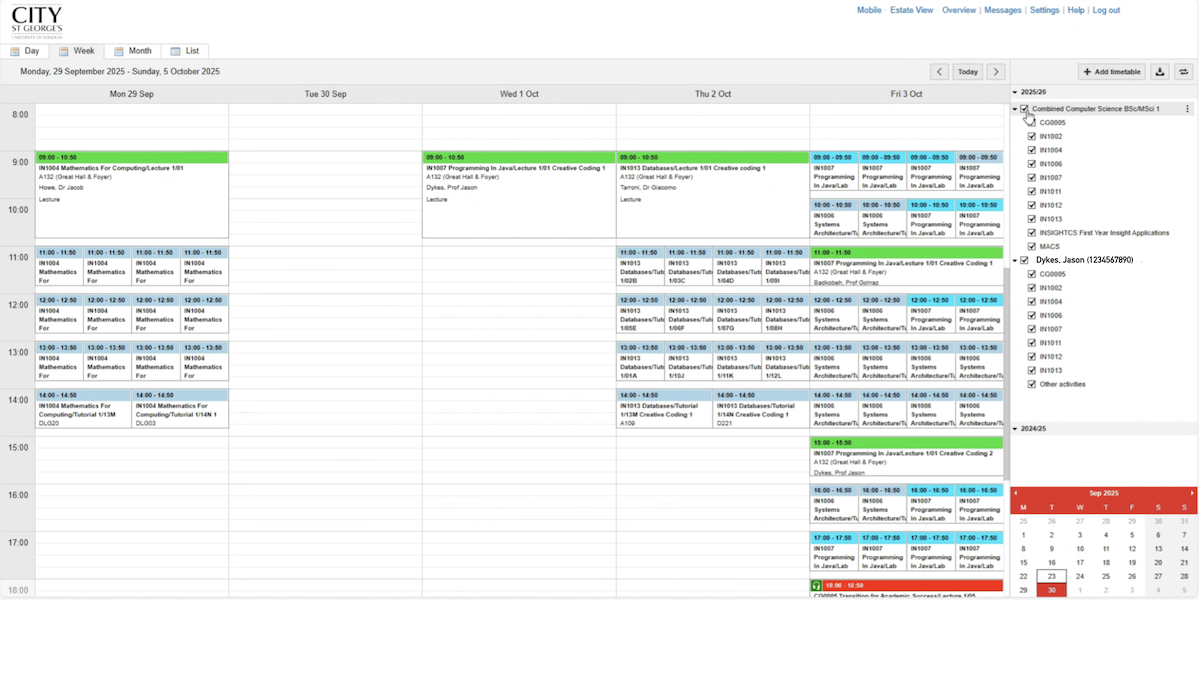 CITY
ST GEORGE'S
UNIVERSITY OF LONDON
Mobile Estate View Overview | Messages | Settings | Help | Log out
Day Week Month List
Monday, 29 September 2025 - Sunday, 5 October 2025
Today
Add timetable
Mon 29 Sep Tue 30 Sep Wed 1 Oct Thu 2 Oct Fri 3 Oct
8:00
9:00
09:00 - 10:50
IN1004 Mathematics For Computing/Lecture 1/01
A132 (Great Hall & Foyer)
Howe, Dr Jacob
Lecture
09:00 - 10:50
IN1007 Programming In Java/Lecture 1/01 Creative Coding 1
A132 (Great Hall & Foyer)
Dykes, Prof Jason
Lecture
09:00 - 10:50
IN1013 Databases/Lecture 1/01 Creative coding 1
A132 (Great Hall & Foyer)
Tarroni, Dr Giacomo
Lecture
09:00 - 09:50 09:00 - 09:50 09:00 - 09:50 09:00 - 09:50
IN1007 IN1007 IN1007 IN1007
Programming Programming Programming Programming
In Java/Lab In Java/Lab In Java/Lab In Java/Lab
10:00
10:00 - 10:50 10:00 - 10:50 10:00 - 10:50 10:00 - 10:50
IN1006 IN1006 IN1007 IN1007
Systems Systems Programming Programming
Architecture/Tu Architecture/Tu In Java/Lab In Java/Lab
11:00
11:00 - 11:50 11:00 - 11:50 11:00 - 11:50 11:00 - 11:50
IN1004 IN1004 IN1004 IN1004
Mathematics Mathematics Mathematics Mathematics
For For For For
11:00 - 11:50 11:00 - 11:50 11:00 - 11:50 11:00 - 11:50
IN1013 IN1013 IN1013 IN1013
Databases/Tut Databases/Tut Databases/Tut Databases/Tut
1/02B 1/03C 1/04D 1/09I
11:00 - 11:50
IN1007 Programming In Java/Lecture 1/01 Creative Coding 1
A132 (Great Hall & Foyer)
Badkobeh, Prof Golnaz
12:00
12:00 - 12:50 12:00 - 12:50 12:00 - 12:50 12:00 - 12:50
IN1004 IN1004 IN1004 IN1004
Mathematics Mathematics Mathematics Mathematics
For For For For
12:00 - 12:50 12:00 - 12:50 12:00 - 12:50 12:00 - 12:50
IN1013 IN1013 IN1013 IN1013
Databases/Tut Databases/Tut Databases/Tut Databases/Tut
1/05E 1/06F 1/07G 1/08H
12:00 - 12:50 12:00 - 12:50 12:00 - 12:50 12:00 - 12:50
IN1006 IN1006 IN1007 IN1007
Systems Systems Programming Programming
Architecture/Tu Architecture/Tu In Java/Lab In Java/Lab
13:00
13:00 - 13:50 13:00 - 13:50 13:00 - 13:50 13:00 - 13:50
IN1004 IN1004 IN1004 IN1004
Mathematics Mathematics Mathematics Mathematics
For For For For
13:00 - 13:50 13:00 - 13:50 13:00 - 13:50 13:00 - 13:50
IN1013 IN1013 IN1013 IN1013
Databases/Tut Databases/Tut Databases/Tut Databases/Tut
1/01A 1/10J 1/11K 1/12L
13:00 - 13:50 13:00 - 13:50 13:00 - 13:50 13:00 - 13:50
IN1006 IN1006 IN1006 IN1006
Systems Systems Systems Systems
Architecture/Tu Architecture/Tu Architecture/Tu Architecture/Tu
14:00
14:00 - 14:50 14:00 - 14:50
IN1004 Mathematics For IN1004 Mathematics For
Computing/Tutorial 1/13M Computing/Tutorial 1/14N 1
DLG20 DLG03
14:00 - 14:50 14:00 - 14:50
IN1013 Databases/Tutorial IN1013 Databases/Tutorial
1/13M Creative Coding 1 1/14N Creative Coding 1
A109 D221
14:00 - 14:50 14:00 - 14:50 14:00 - 14:50 14:00 - 14:50
IN1006 IN1006 IN1006 IN1006
Systems Systems Systems Systems
Architecture/Tu Architecture/Tu Architecture/Tu Architecture/Tu
15:00
15:00 - 15:50
IN1007 Programming In Java/Lecture 1/01 Creative Coding 2
A132 (Great Hall & Foyer)
Dykes, Prof Jason
16:00
16:00 - 16:50 16:00 - 16:50 16:00 - 16:50 16:00 - 16:50
IN1006 IN1006 IN1007 IN1007
Systems Systems Programming Programming
Architecture/Tu Architecture/Tu In Java/Lab In Java/Lab
17:00
17:00 - 17:50 17:00 - 17:50 17:00 - 17:50 17:00 - 17:50
IN1007 IN1007 IN1007 IN1007
Programming Programming Programming Programming
In Java/Lab In Java/Lab In Java/Lab In Java/Lab
18:00
18:00 - 18:50
CG0005 Transition for Academic Success/Lecture 1/05
2025/26
Combined Computer Science BSc/MSci 1
CG0005
IN1002
IN1004
IN1006
IN1007
IN1011
IN1012
IN1013
INSIGHTCS First Year Insight Applications
MACS
Dykes, Jason (1234567890)
CG0005
IN1002
IN1004
IN1006
IN1007
IN1011
IN1012
IN1013
Other activities
2024/25
Sep 2025
M T W T F S S
25 26 27 28 29 30 31
1 2 3 4 5 6 7
8 9 10 11 12 13 14
15 16 17 18 19 20 21
22 23 24 25 26 27 28
29 30 1 2 3 4 5